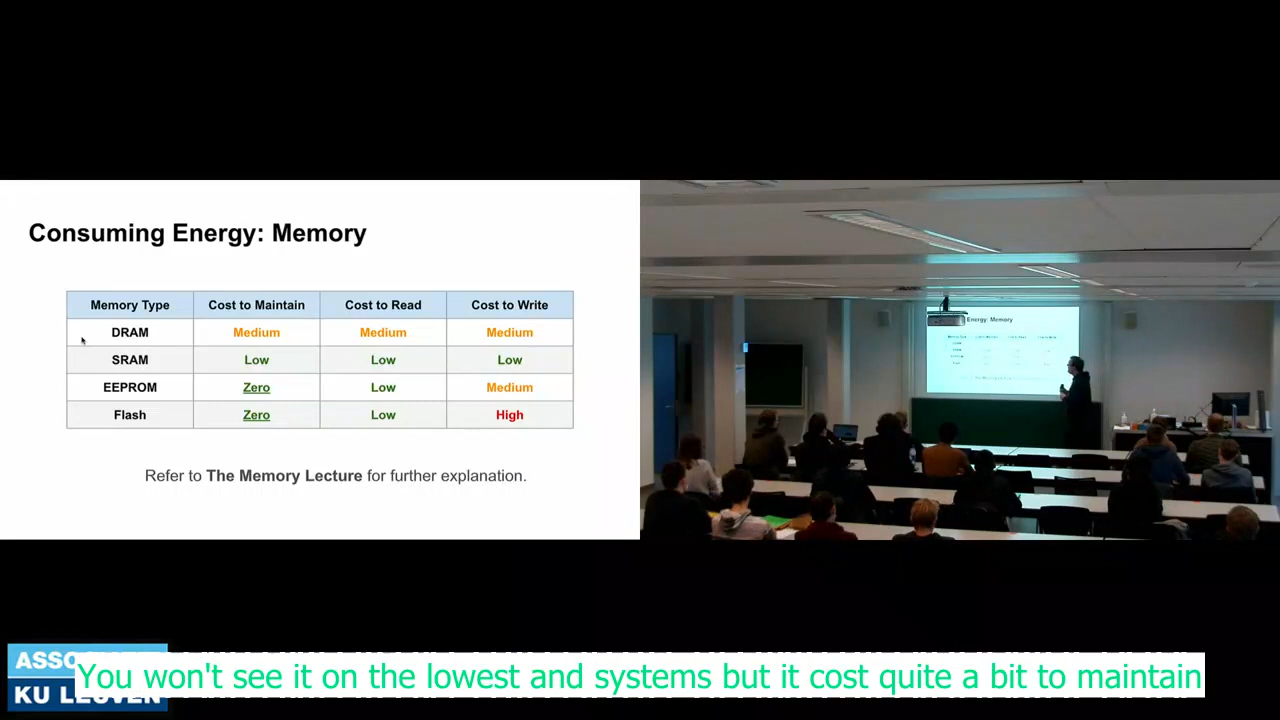 Consuming Energy: Memory
Memory Type Cost to Maintain Cost to Read Cost to Write
DRAM Medium Medium Medium
SRAM Low Low Low
EEPROM Zero Low Medium
Flash Zero Low High
Refer to The Memory Lecture for further explanation.
Energy: Memory
KU LEUVEN
You won't see it on the lowest and systems but it cost quite a bit to maintain